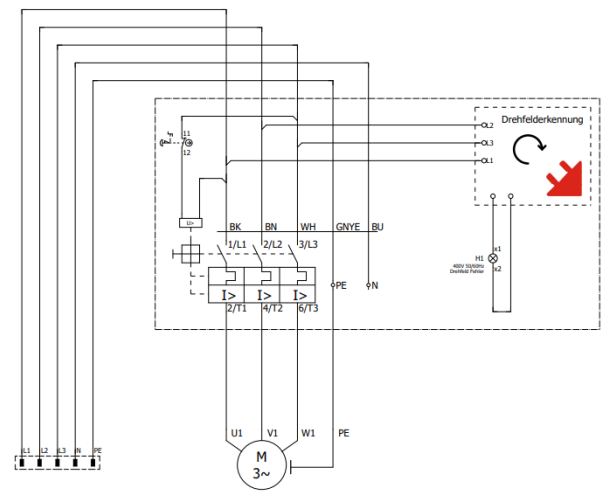 Drehfelderkennung
L2
L3
L1
11
12
U>
BK
BN
WH
GNYE
BU
1/L1
2/L2
3/L3
x1
H1
400V 50/60Hz
Drehfeld Fehler
x2
I>
I>
I>
PE
N
2/T1
4/T2
6/T3
U1
V1
W1
PE
L1
L2
L3
N
PE
M
3~